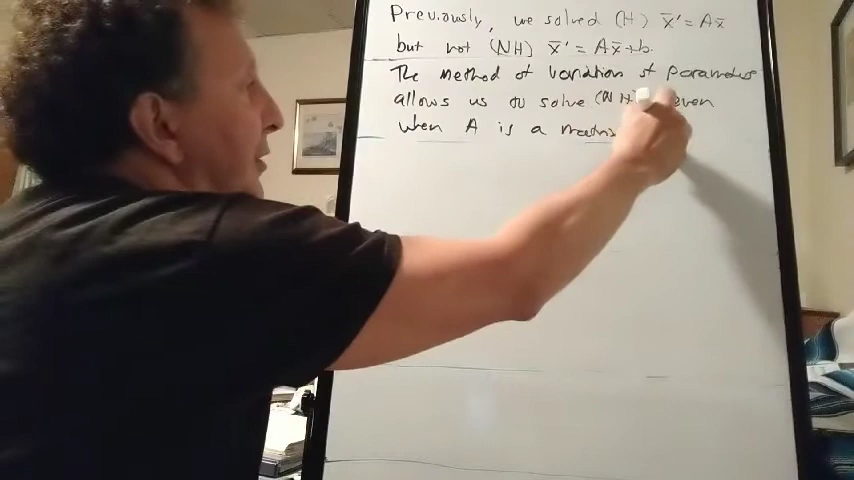 Previously, we solved (H) x̄' = Ax̄
but not (NH) x̄' = Ax̄+b.
The method of variation of parameters
allows us to solve (NH) even
when A is a matrix